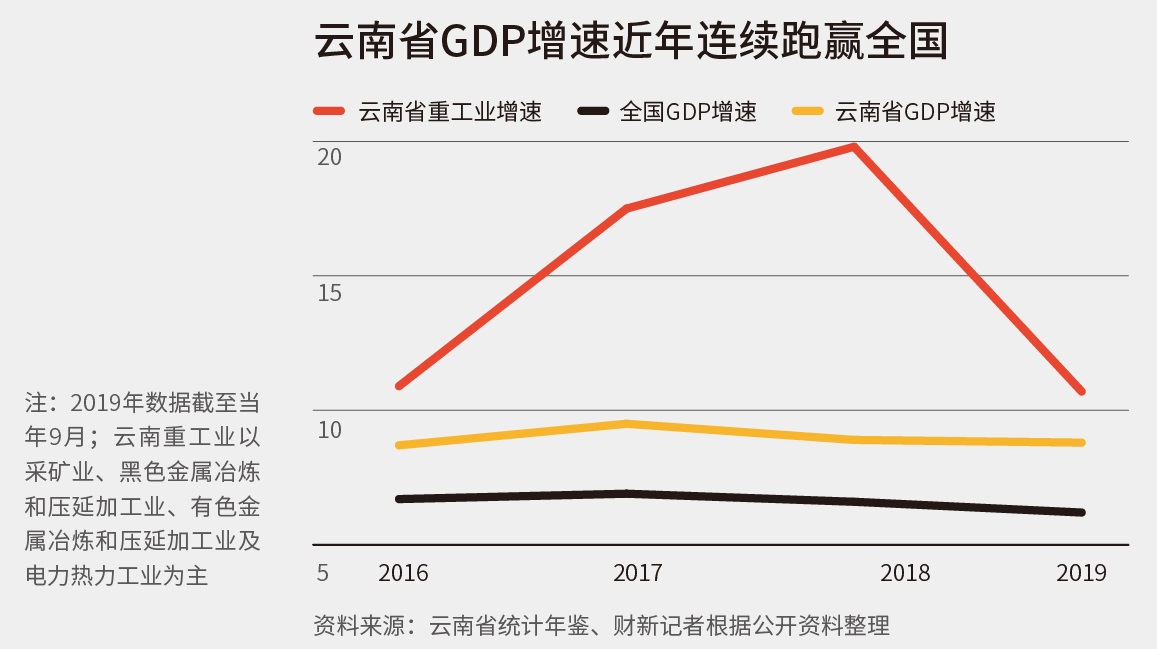 云南省GDP增速近年连续跑赢全国
云南省重工业增速 全国GDP增速 云南省GDP增速
20
15
10
5 2016 2017 2018 2019
注：2019年数据截至当
年9月；云南重工业以
采矿业、黑色金属冶炼
和压延加工业、有色金
属冶炼和压延加工业及
电力热力工业为主
资料来源：云南省统计年鉴、财新记者根据公开资料整理